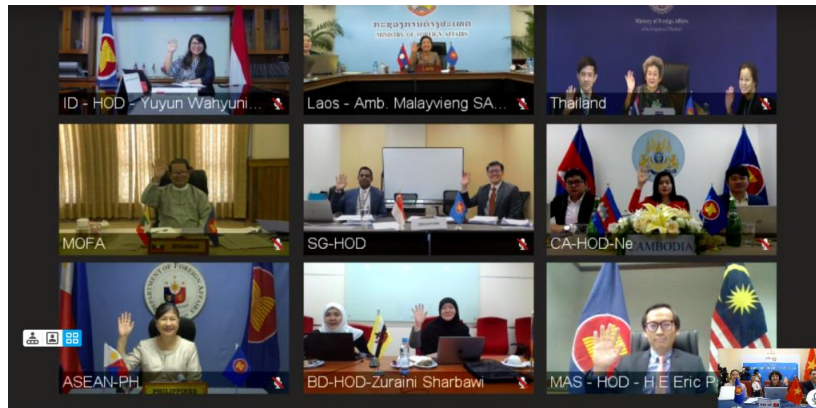 ກະຊວງການຕ່າງປະເທດ
MINISTRY OF FOREIGN AFFAIRS
Ministry of Foreign Affairs
ID - HOD - Yuyun Wahyuni...
Laos - Amb. Malayvieng SA...
Thailand
MOFA
SG-HOD
CA-HOD-Ne
CAMBODIA
DEPARTMENT OF FOREIGN AFFAIRS
ASEAN-PH
PHILIPPINES
BD-HOD-Zuraini Sharbawi
MAS - HOD - H E Eric P